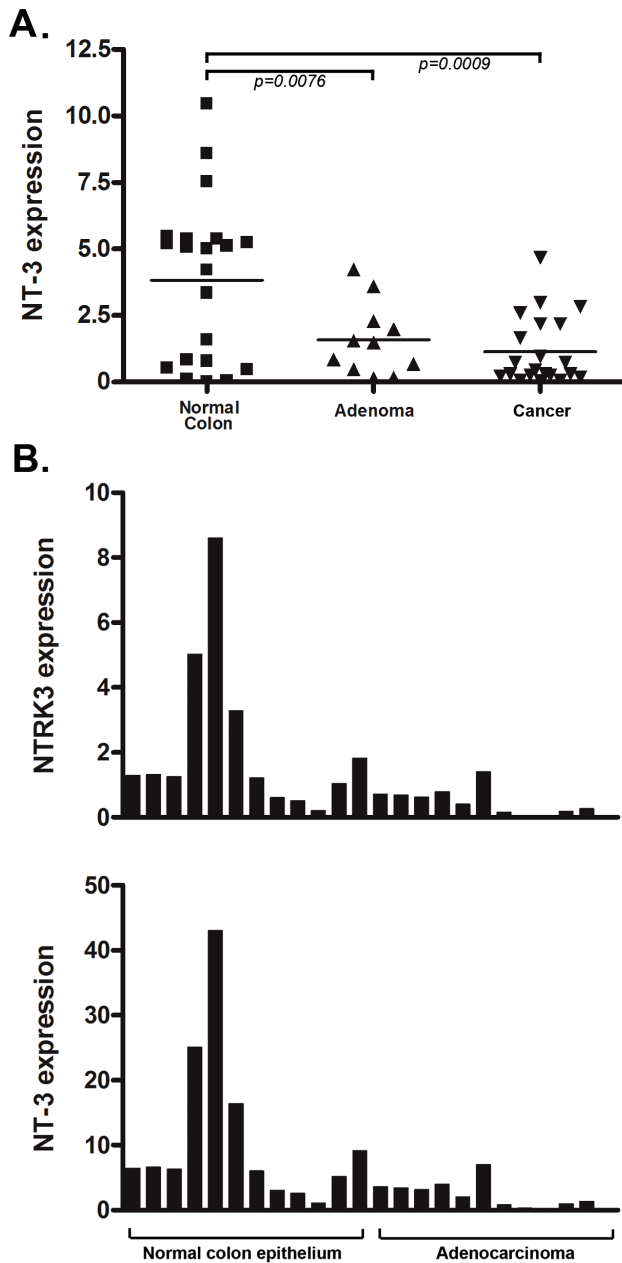 A.
12.5
10.0
7.5
5.0
2.5
0
NT-3 expression
p=0.0009
p=0.0076
Normal
Colon
Adenoma
Cancer
B.
10
8
6
4
2
0
NTRK3 expression
50
40
30
20
10
0
NT-3 expression
Normal colon epithelium
Adenocarcinoma